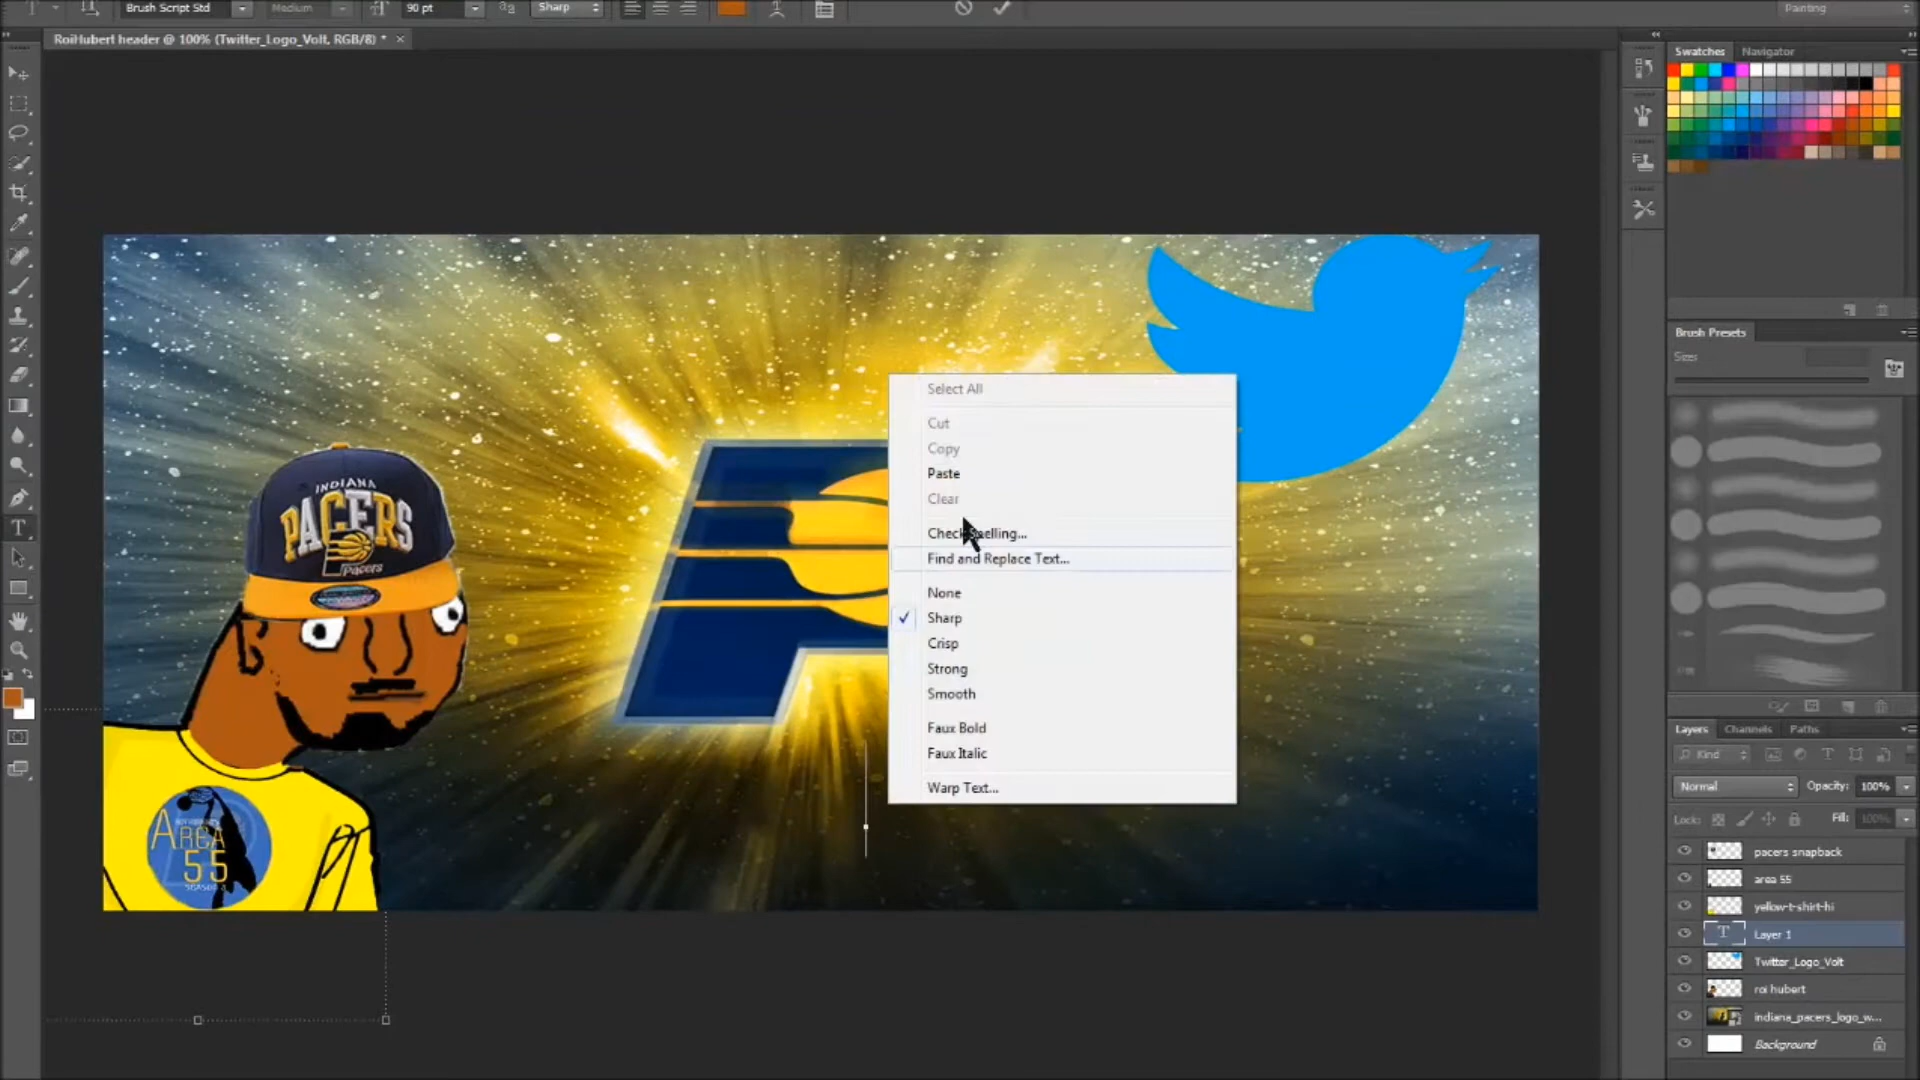 Brush Script Std
Medium
90 pt
Sharp
Painting
RoiHubert header @ 100% (Twitter_Logo_Volt, RGB/8) *
Swatches
Navigator
Brush Presets
Sizes
Select All
Cut
Copy
Paste
Clear
Check Spelling...
Find and Replace Text...
None
Sharp
Crisp
Strong
Smooth
Faux Bold
Faux Italic
Warp Text...
INDIANA
PACERS
Pacers
AREA
55
T
Layers
Channels
Paths
Kind
Normal
Opacity: 100%
Lock:
Fill: 100%
pacers snapback
area 55
yellow-t-shirt-hi
Layer 1
Twitter_Logo_Volt
roi hubert
indiana_pacers_logo_w...
Background